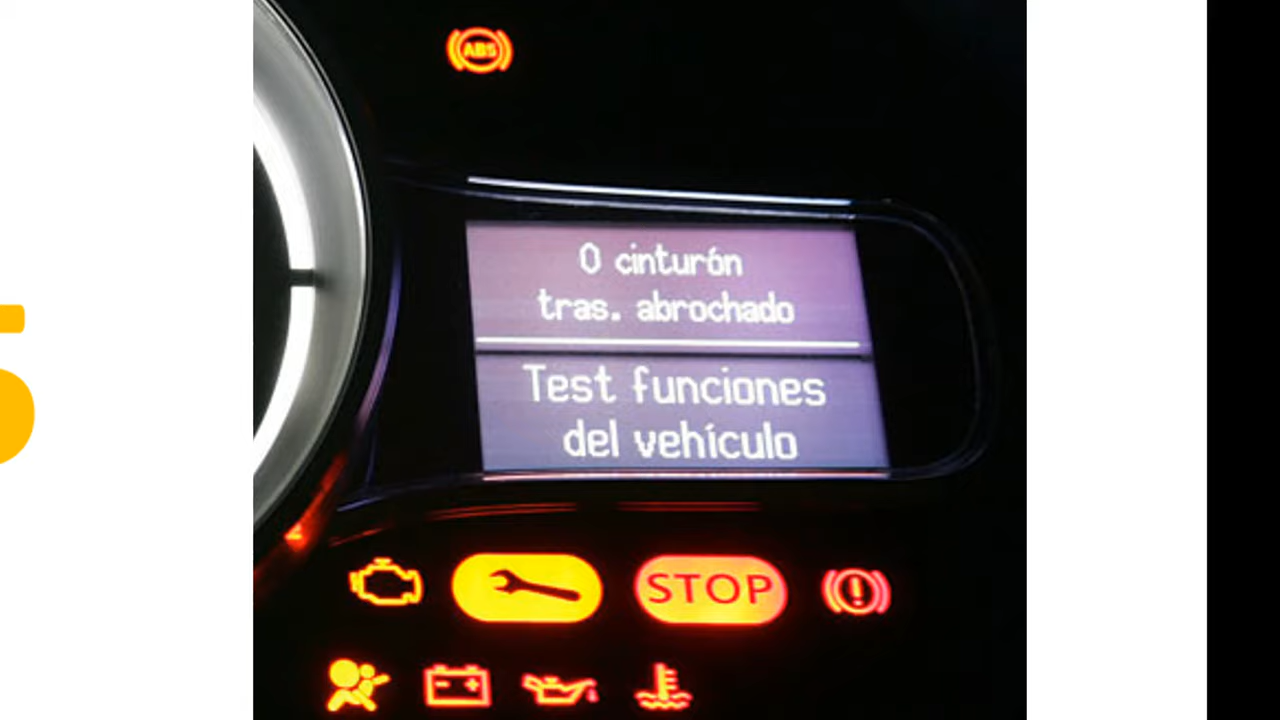 ABS
0 cinturón
tras. abrochado
Test funciones
del vehículo
STOP